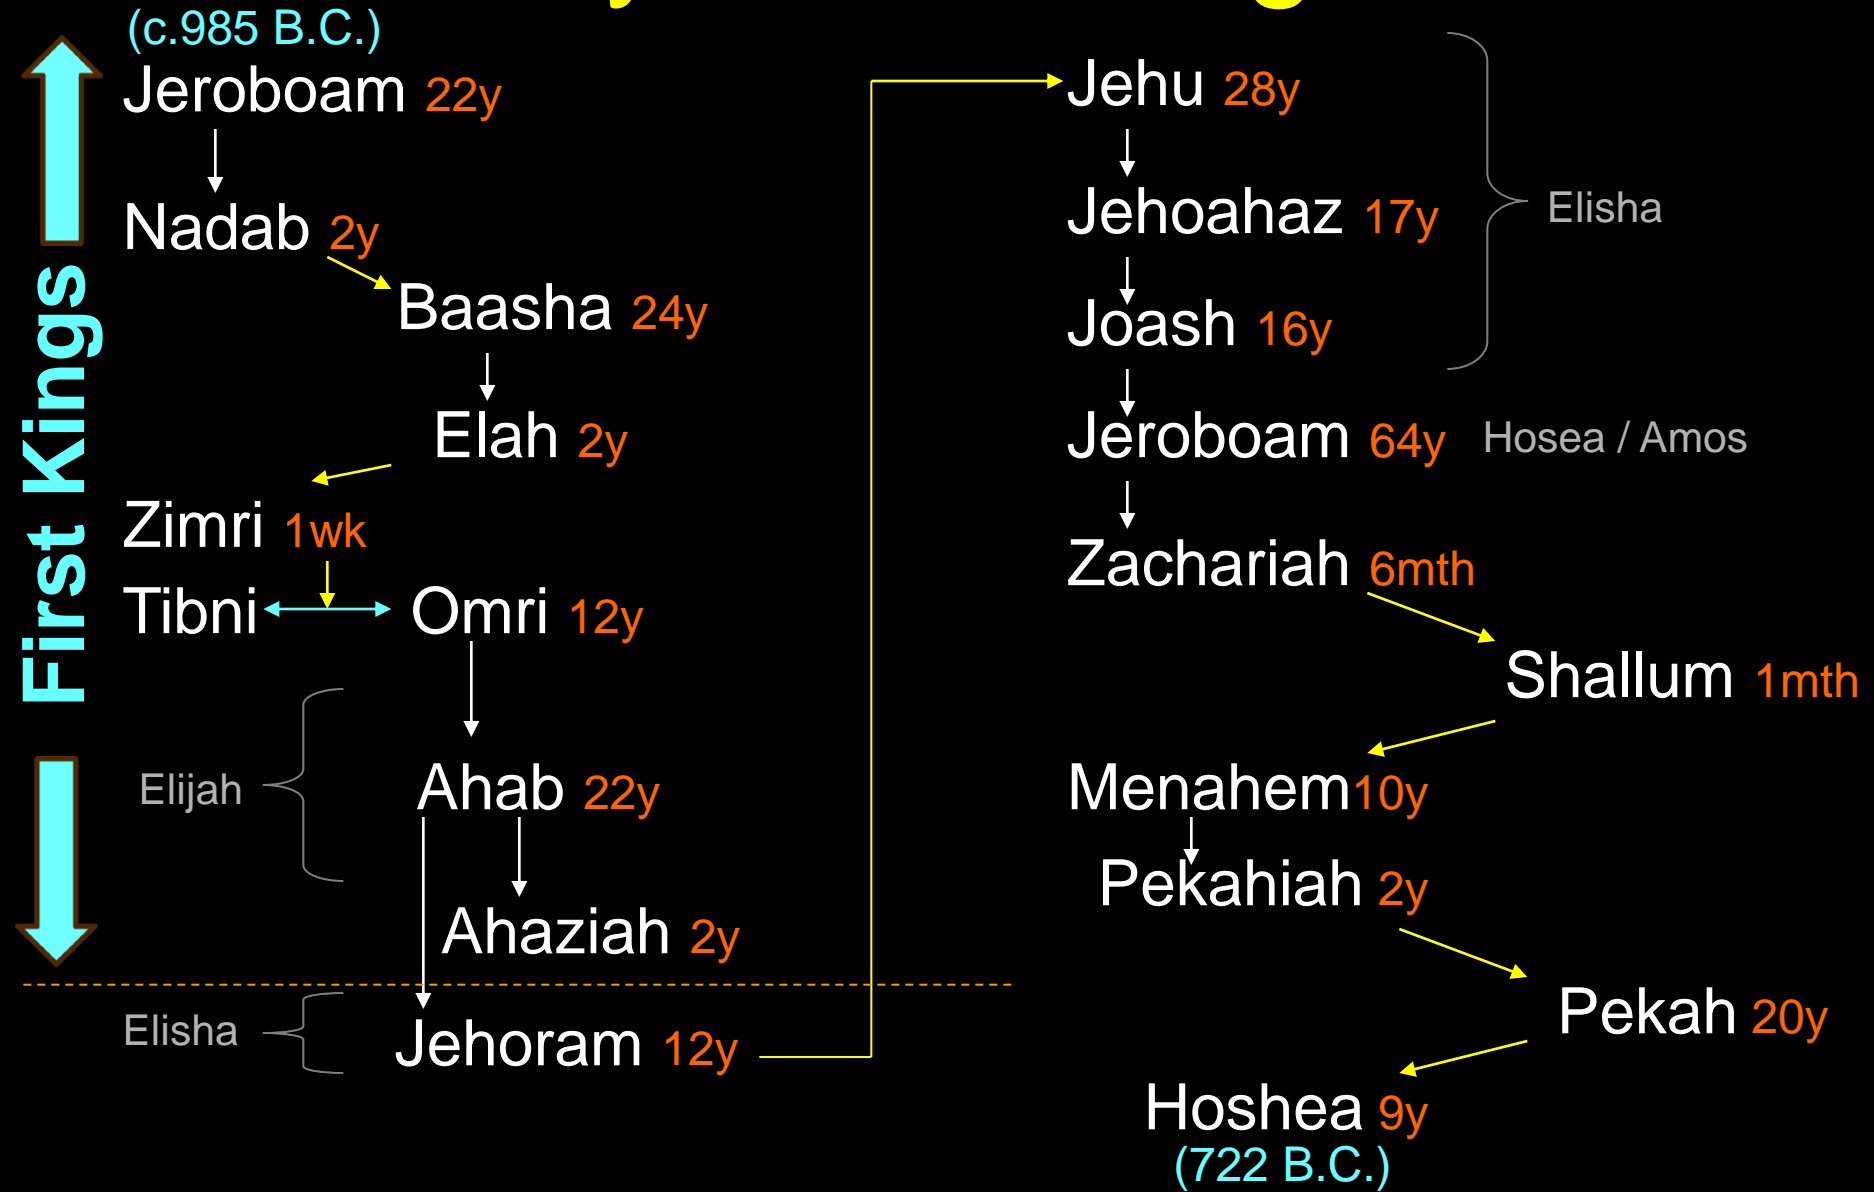 (c.985 B.C.)
Jeroboam 22y
Nadab 2y
Baasha 24y
Elah 2y
Zimri 1wk
Tibni Omri 12y
Elijah
Ahab 22y
Ahaziah 2y
Elisha
Jehoram 12y
First Kings
Jehu 28y
Jehoahaz 17y
Elisha
Joash 16y
Jeroboam 64y Hosea / Amos
Zachariah 6mth
Shallum 1mth
Menahem10y
Pekahiah 2y
Pekah 20y
Hoshea 9y
(722 B.C.)